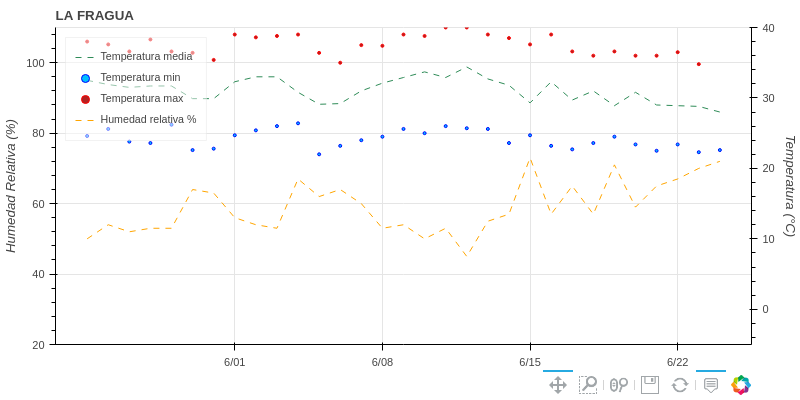 LA FRAGUA
Temperatura media
Temperatura min
Temperatura max
Humedad relativa %
Humedad Relativa (%)
100
80
60
40
20
Temperatura (°C)
40
30
20
10
0
6/01
6/08
6/15
6/22